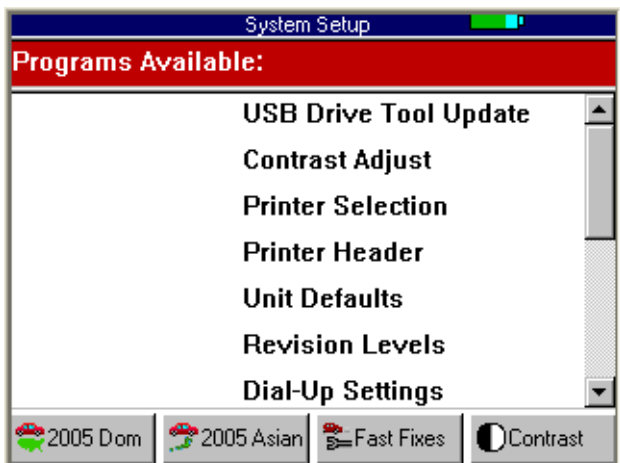 System Setup
Programs Available:
USB Drive Tool Update
Contrast Adjust
Printer Selection
Printer Header
Unit Defaults
Revision Levels
Dial-Up Settings
2005 Dom 2005 Asian Fast Fixes Contrast